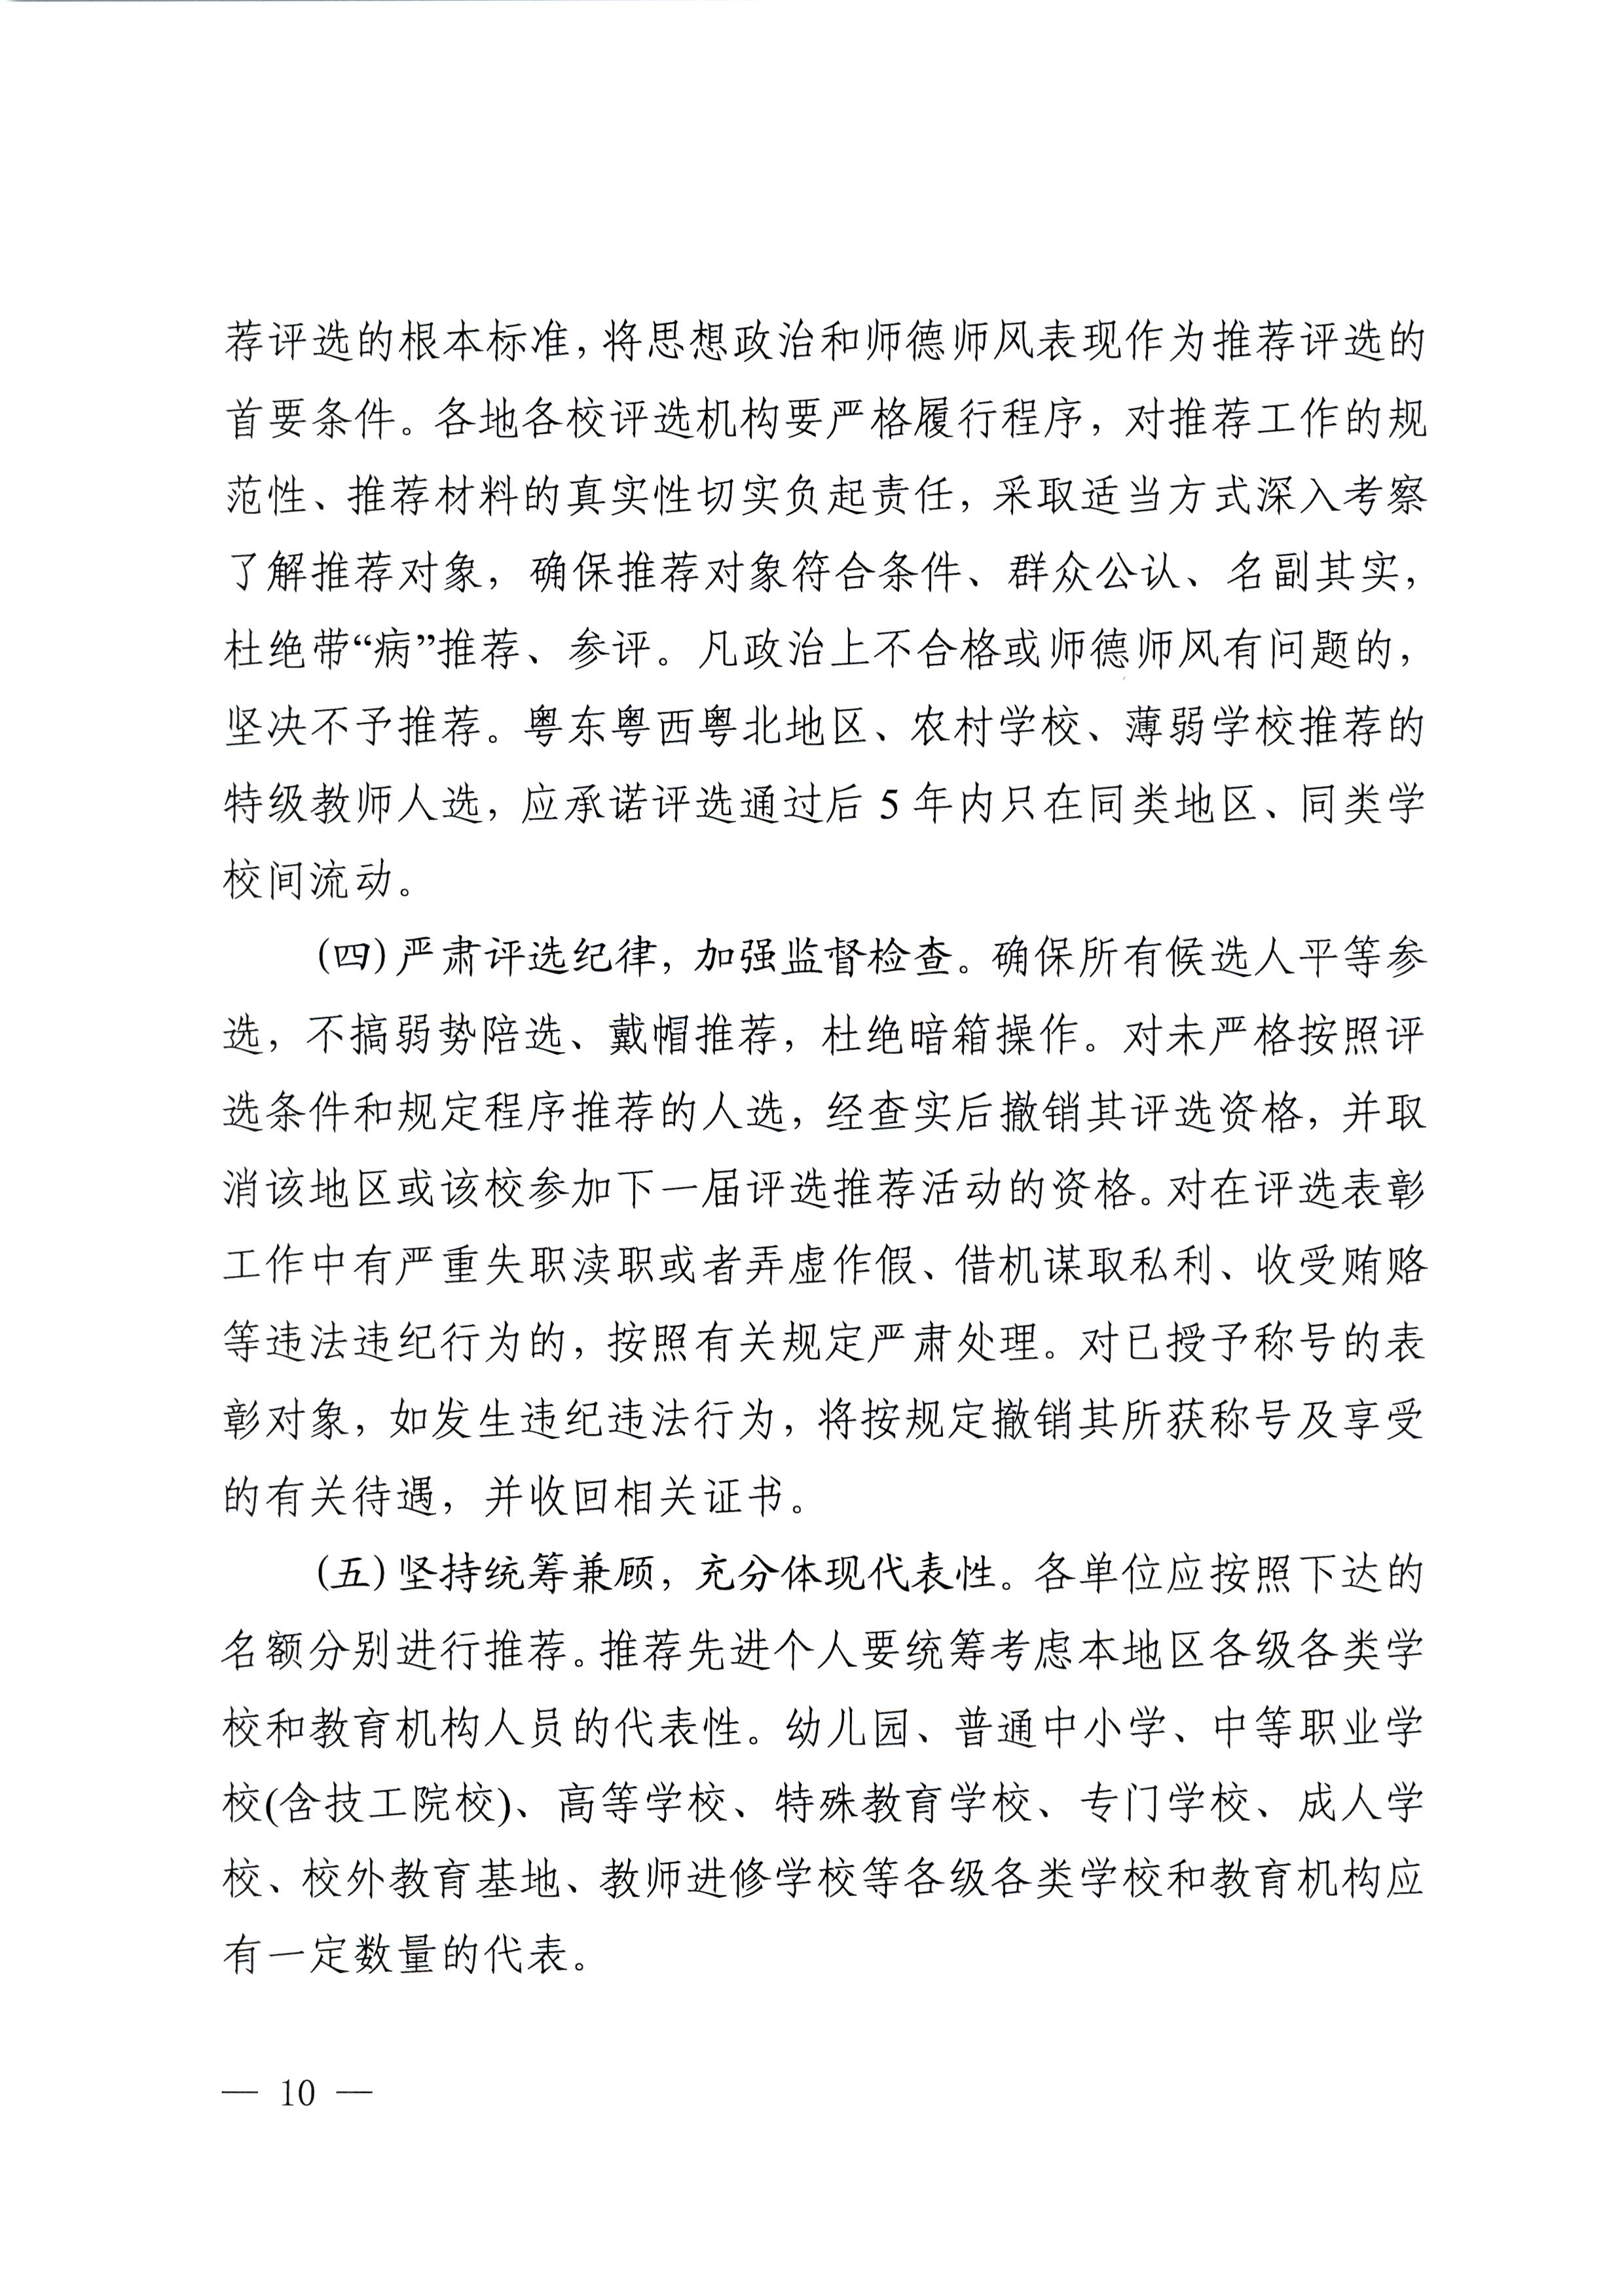 荐评选的根本标准，将思想政治和师德师风表现作为推荐评选的
首要条件。各地各校评选机构要严格履行程序，对推荐工作的规
范性、推荐材料的真实性切实负起责任，采取适当方式深入考察
了解推荐对象，确保推荐对象符合条件、群众公认、名副其实，
杜绝带“病”推荐、参评。凡政治上不合格或师德师风有问题的，
坚决不予推荐。粤东粤西粤北地区、农村学校、薄弱学校推荐的
特级教师人选，应承诺评选通过后 5 年内只在同类地区、同类学
校间流动。
(四)严肃评选纪律，加强监督检查。确保所有候选人平等参
选，不搞弱势陪选、戴帽推荐，杜绝暗箱操作。对未严格按照评
选条件和规定程序推荐的人选，经查实后撤销其评选资格，并取
消该地区或该校参加下一届评选推荐活动的资格。对在评选表彰
工作中有严重失职渎职或者弄虚作假、借机谋取私利、收受贿赂
等违法违纪行为的，按照有关规定严肃处理。对已授予称号的表
彰对象，如发生违纪违法行为，将按规定撤销其所获称号及享受
的有关待遇，并收回相关证书。
(五)坚持统筹兼顾，充分体现代表性。各单位应按照下达的
名额分别进行推荐。推荐先进个人要统筹考虑本地区各级各类学
校和教育机构人员的代表性。幼儿园、普通中小学、中等职业学
校(含技工院校)、高等学校、特殊教育学校、专门学校、成人学
校、校外教育基地、教师进修学校等各级各类学校和教育机构应
有一定数量的代表。
— 10 —